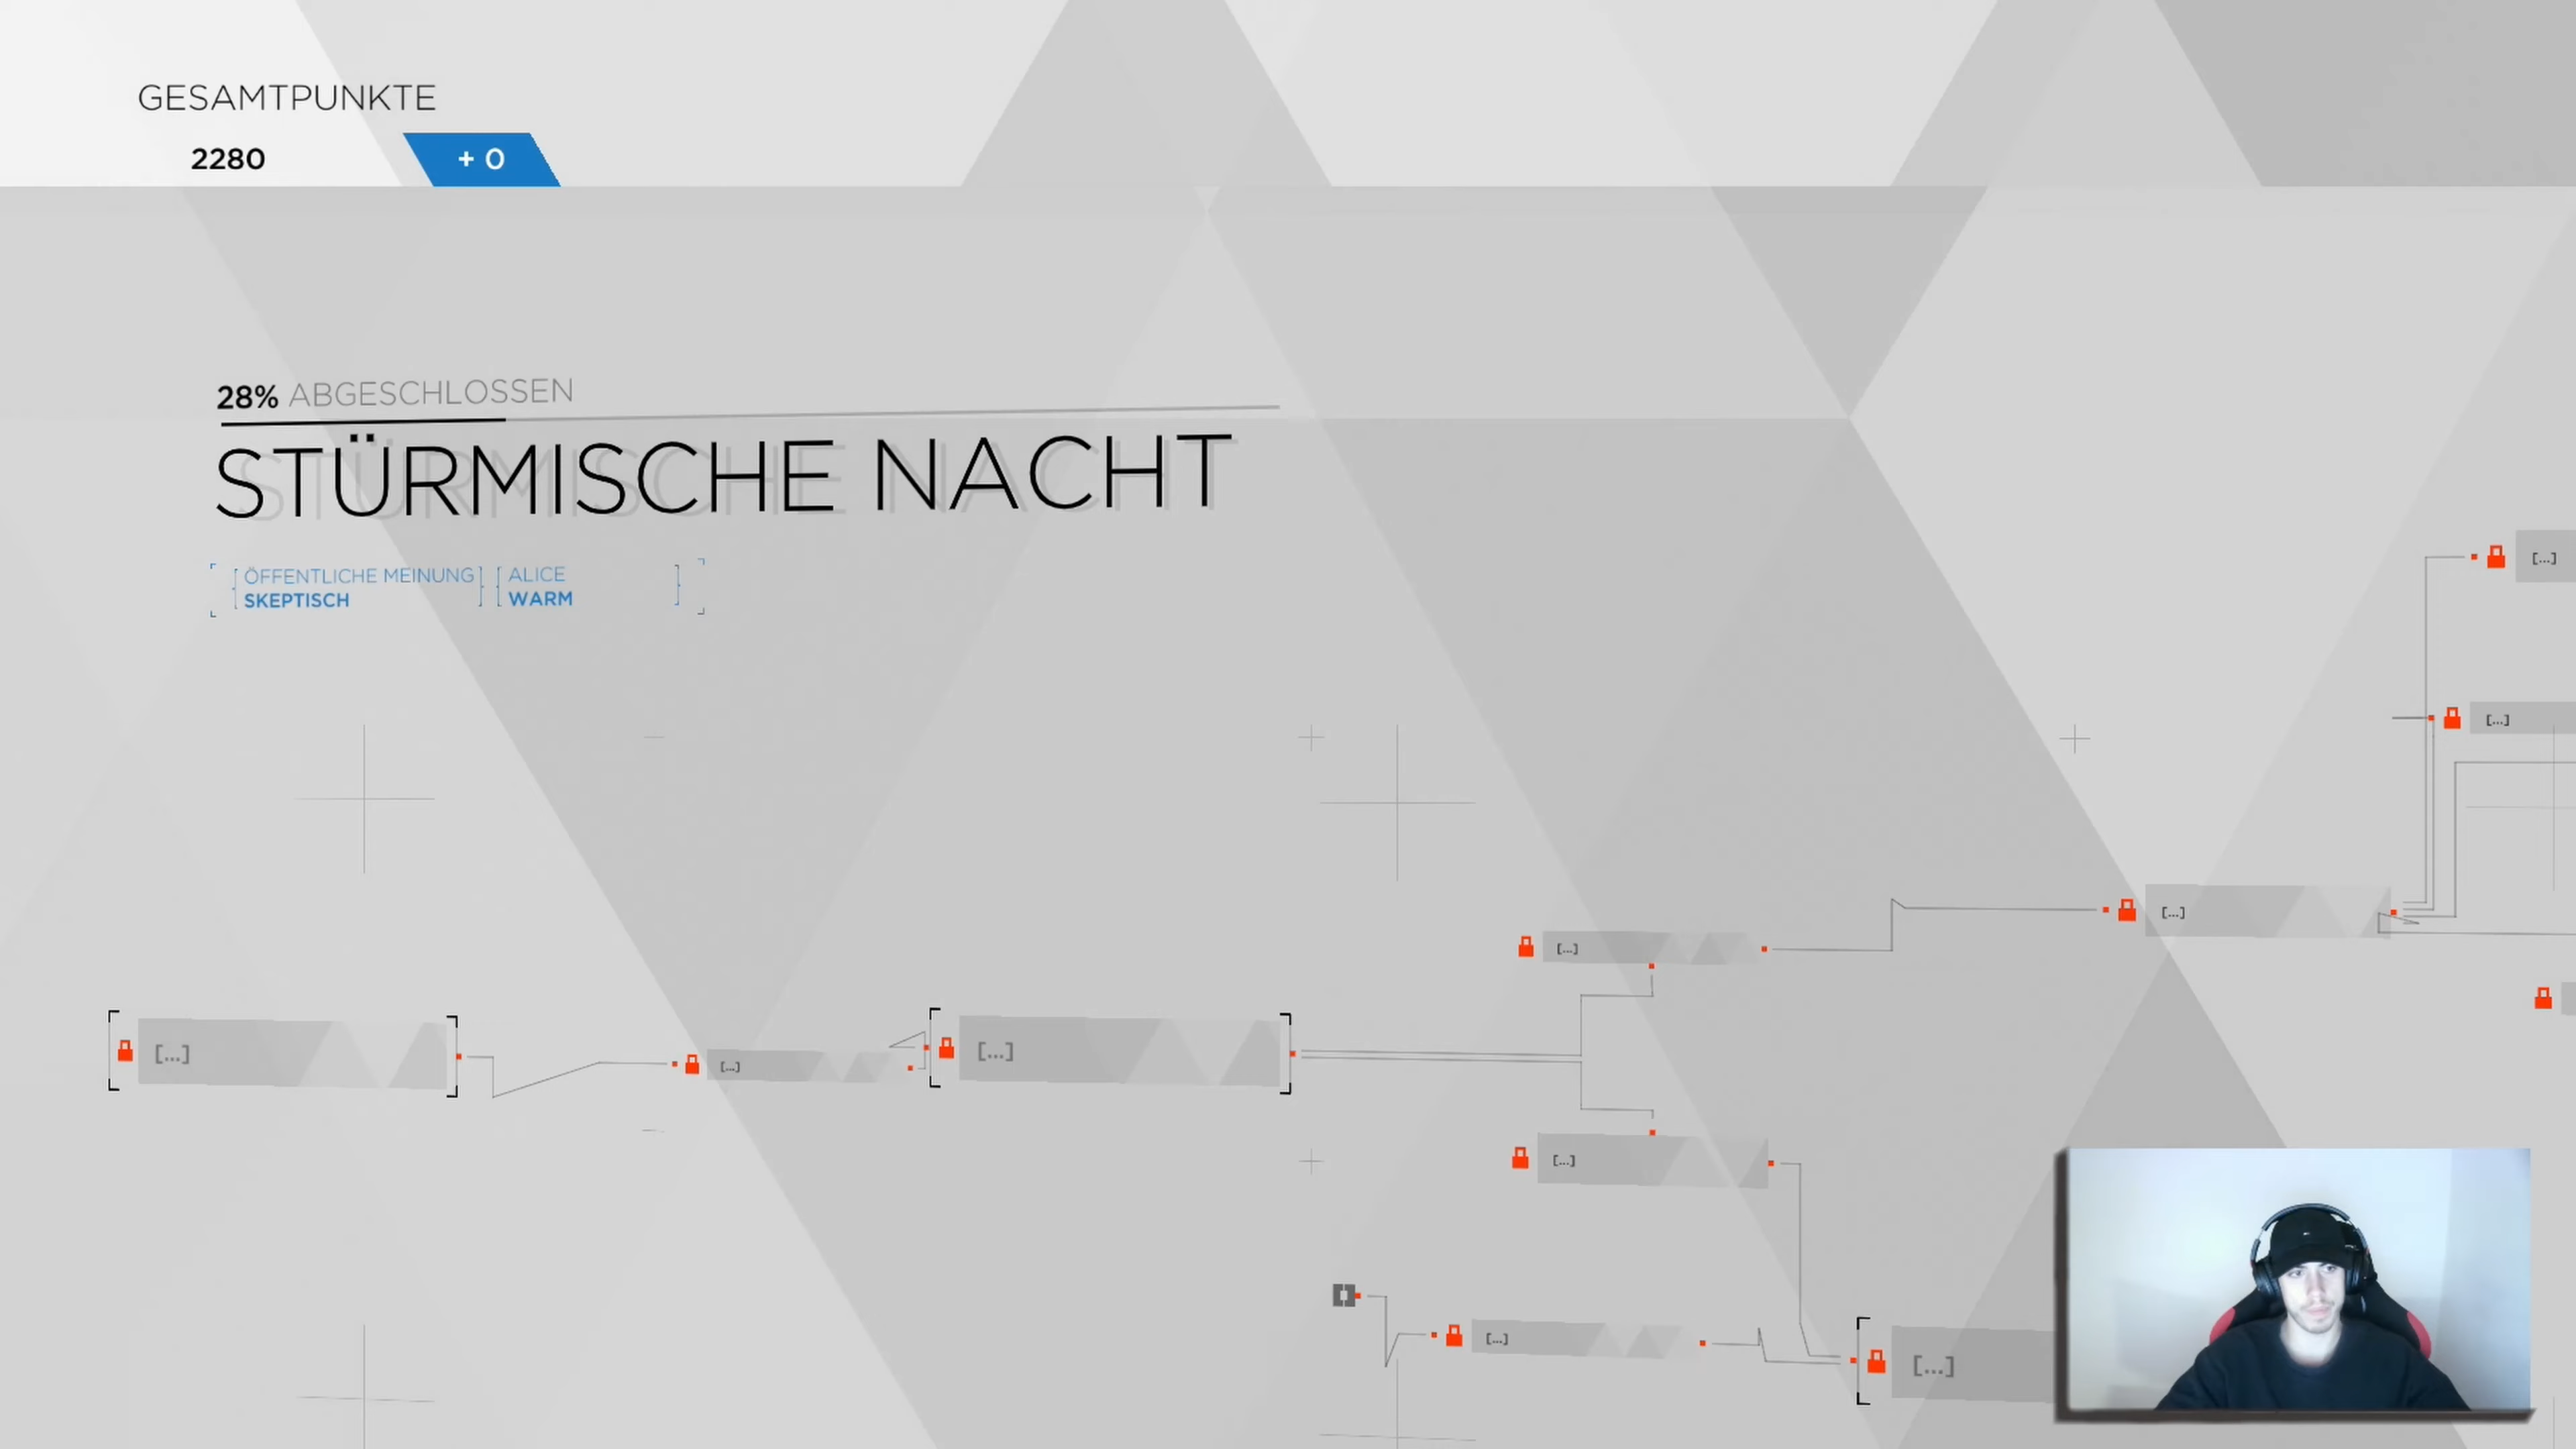 GESAMTPUNKTE
2280
+ 0
28% ABGESCHLOSSEN
STÜRMISCHE NACHT
ÖFFENTLICHE MEINUNG
SKEPTISCH
ALICE
WARM
[...]
[...]
[...]
[...]
[...]
[...]
[...]
[...]
[...]
[...]